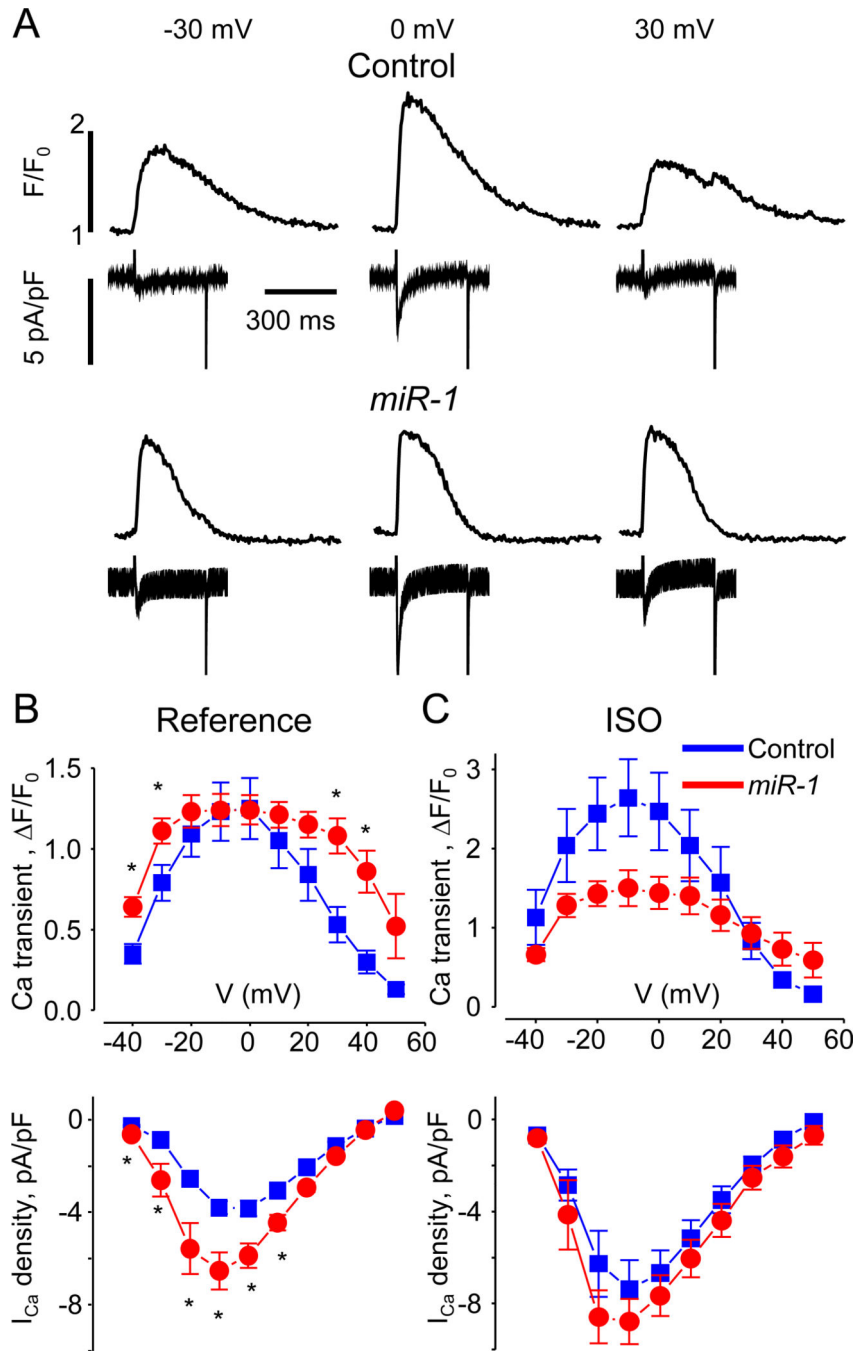 A
-30 mV 0 mV 30 mV
Control
2
F/F0
1
5 pA/pF
300 ms
miR-1
B Reference
C ISO
Control
miR-1
Ca transient , ΔF/F0
1.5
1.0
0.5
0.0
* * * *
V (mV)
-40 -20 0 20 40 60
Ca transient , ΔF/F0
3
2
1
0
V (mV)
-40 -20 0 20 40 60
ICa density, pA/pF
0
-4
-8
* * * * * *
ICa density, pA/pF
0
-4
-8